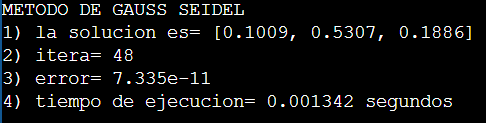 METODO DE GAUSS SEIDEL
1) la solucion es= [0.1009, 0.5307, 0.1886]
2) itera= 48
3) error= 7.335e-11
4) tiempo de ejecucion= 0.001342 segundos